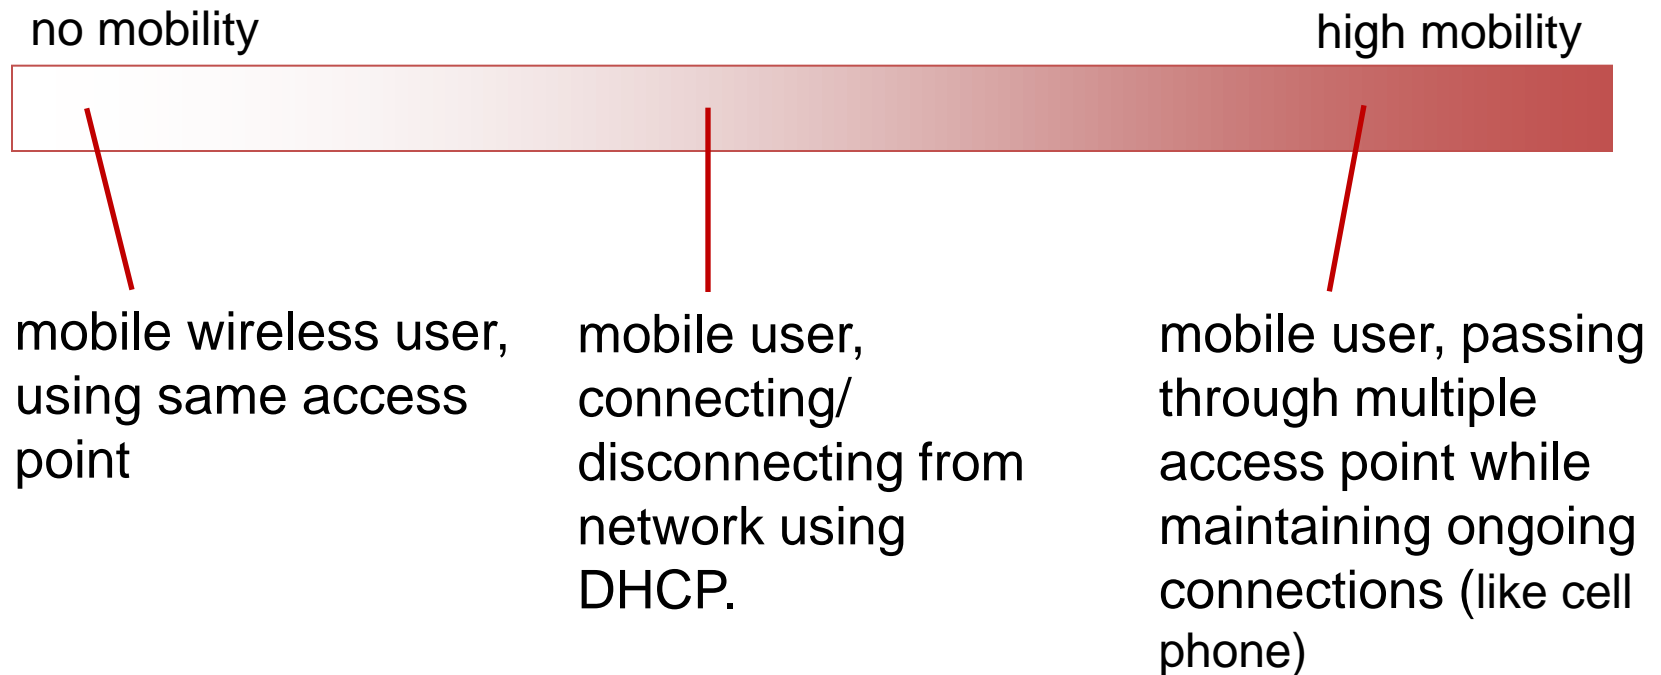 no mobility
high mobility
mobile wireless user,
using same access
point
mobile user,
connecting/
disconnecting from
network using
DHCP.
mobile user, passing
through multiple
access point while
maintaining ongoing
connections (like cell
phone)